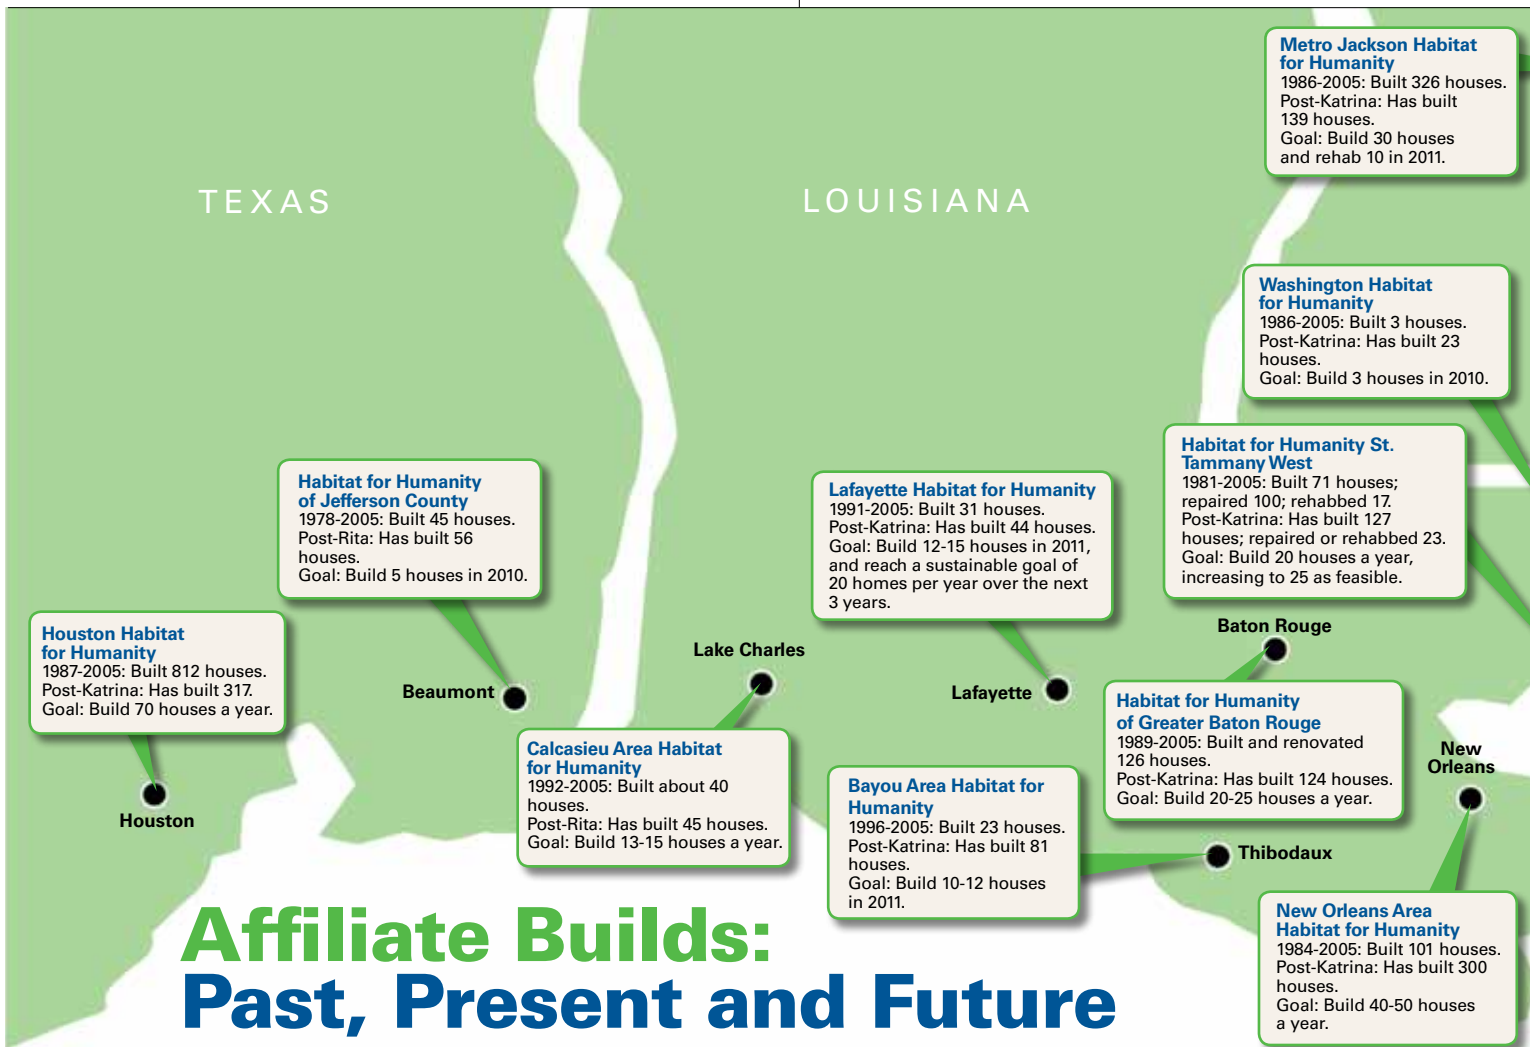 TEXAS
LOUISIANA
Metro Jackson Habitat
for Humanity
1986-2005: Built 326 houses.
Post-Katrina: Has built
139 houses.
Goal: Build 30 houses
and rehab 10 in 2011.
Washington Habitat
for Humanity
1986-2005: Built 3 houses.
Post-Katrina: Has built 23
houses.
Goal: Build 3 houses in 2010.
Habitat for Humanity St.
Tammany West
1981-2005: Built 71 houses;
repaired 100; rehabbed 17.
Post-Katrina: Has built 127
houses; repaired or rehabbed 23.
Goal: Build 20 houses a year,
increasing to 25 as feasible.
Habitat for Humanity
of Jefferson County
1978-2005: Built 45 houses.
Post-Rita: Has built 56
houses.
Goal: Build 5 houses in 2010.
Lafayette Habitat for Humanity
1991-2005: Built 31 houses.
Post-Katrina: Has built 44 houses.
Goal: Build 12-15 houses in 2011,
and reach a sustainable goal of
20 homes per year over the next
3 years.
Houston Habitat
for Humanity
1987-2005: Built 812 houses.
Post-Katrina: Has built 317.
Goal: Build 70 houses a year.
Beaumont
Lake Charles
Lafayette
Baton Rouge
Houston
Calcasieu Area Habitat
for Humanity
1992-2005: Built about 40
houses.
Post-Rita: Has built 45 houses.
Goal: Build 13-15 houses a year.
Habitat for Humanity
of Greater Baton Rouge
1989-2005: Built and renovated
126 houses.
Post-Katrina: Has built 124 houses.
Goal: Build 20-25 houses a year.
New
Orleans
Bayou Area Habitat for
Humanity
1996-2005: Built 23 houses.
Post-Katrina: Has built 81
houses.
Goal: Build 10-12 houses
in 2011.
Thibodaux
New Orleans Area
Habitat for Humanity
1984-2005: Built 101 houses.
Post-Katrina: Has built 300
houses.
Goal: Build 40-50 houses
a year.
Affiliate Builds:
Past, Present and Future